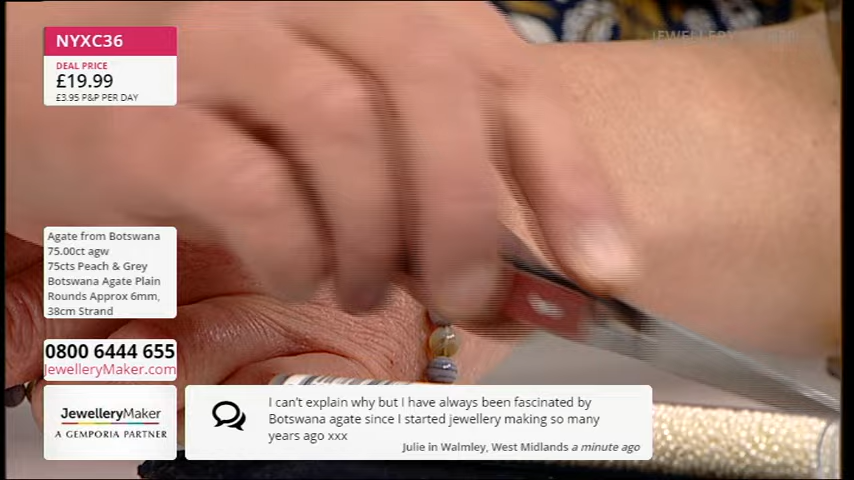 NYXC36
DEAL PRICE
£19.99
£3.95 P&P PER DAY
JEWELLERY MAKER
Agate from Botswana
75.00ct agw
75cts Peach & Grey
Botswana Agate Plain
Rounds Approx 6mm,
38cm Strand
0800 6444 655
JewelleryMaker.com
JewelleryMaker
A GEMPORIA PARTNER
I can't explain why but I have always been fascinated by
Botswana agate since I started jewellery making so many
years ago xxx
Julie in Walmley, West Midlands a minute ago